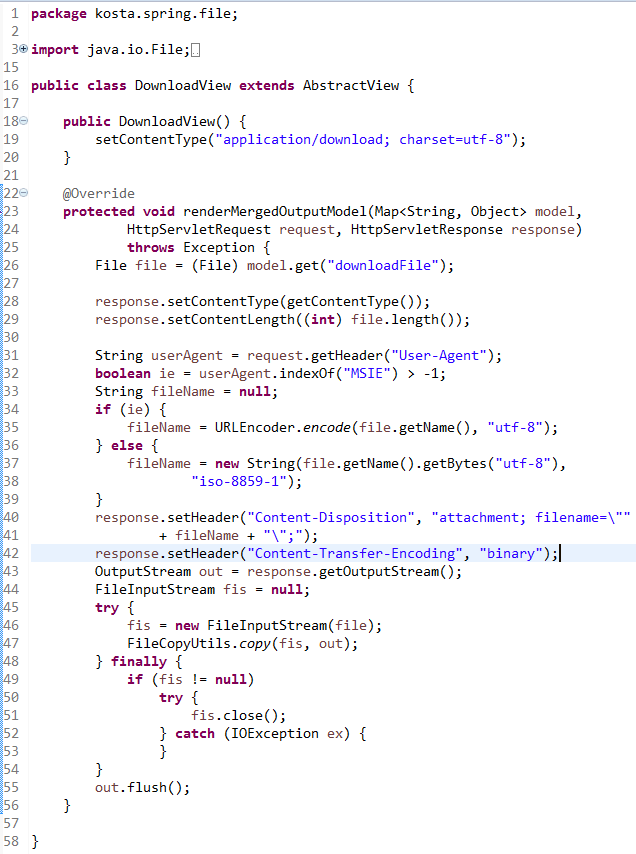 1 package kosta.spring.file;
2
3 import java.io.File;
15
16 public class DownloadView extends AbstractView {
17
18     public DownloadView() {
19         setContentType("application/download; charset=utf-8");
20     }
21
22     @Override
23     protected void renderMergedOutputModel(Map<String, Object> model,
24             HttpServletRequest request, HttpServletResponse response)
25             throws Exception {
26         File file = (File) model.get("downloadFile");
27
28         response.setContentType(getContentType());
29         response.setContentLength((int) file.length());
30
31         String userAgent = request.getHeader("User-Agent");
32         boolean ie = userAgent.indexOf("MSIE") > -1;
33         String fileName = null;
34         if (ie) {
35             fileName = URLEncoder.encode(file.getName(), "utf-8");
36         } else {
37             fileName = new String(file.getName().getBytes("utf-8"),
38                     "iso-8859-1");
39         }
40         response.setHeader("Content-Disposition", "attachment; filename=\""
41                 + fileName + "\";");
42         response.setHeader("Content-Transfer-Encoding", "binary");
43         OutputStream out = response.getOutputStream();
44         FileInputStream fis = null;
45         try {
46             fis = new FileInputStream(file);
47             FileCopyUtils.copy(fis, out);
48         } finally {
49             if (fis != null)
50                 try {
51                     fis.close();
52                 } catch (IOException ex) {
53                 }
54         }
55         out.flush();
56     }
57
58 }